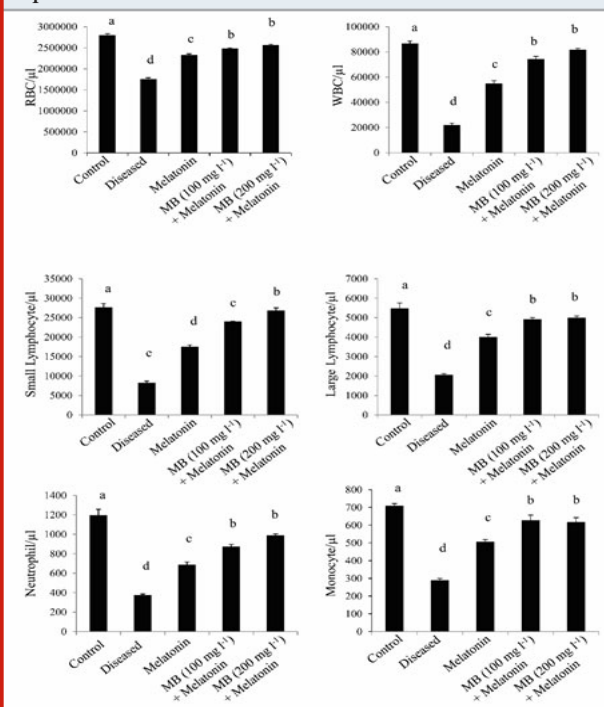 a
d
c
b
b
3000000
2500000
2000000
1500000
1000000
500000
0
RBC/µl
Control
Diseased
Melatonin
MB (100 mg l⁻¹)
+ Melatonin
MB (200 mg l⁻¹)
+ Melatonin
a
d
c
b
b
100000
80000
60000
40000
20000
0
WBC/µl
Control
Diseased
Melatonin
MB (100 mg l⁻¹)
+ Melatonin
MB (200 mg l⁻¹)
+ Melatonin
a
c
d
c
b
35000
30000
25000
20000
15000
10000
5000
0
Small Lymphocyte/µl
Control
Diseased
Melatonin
MB (100 mg l⁻¹)
+ Melatonin
MB (200 mg l⁻¹)
+ Melatonin
a
d
c
b
b
7000
6000
5000
4000
3000
2000
1000
0
Large Lymphocyte/µl
Control
Diseased
Melatonin
MB (100 mg l⁻¹)
+ Melatonin
MB (200 mg l⁻¹)
+ Melatonin
a
d
c
b
b
1400
1200
1000
800
600
400
200
0
Neutrophil/µl
Control
Diseased
Melatonin
MB (100 mg l⁻¹)
+ Melatonin
MB (200 mg l⁻¹)
+ Melatonin
a
d
c
b
b
800
700
600
500
400
300
200
100
0
Monocyte/µl
Control
Diseased
Melatonin
MB (100 mg l⁻¹)
+ Melatonin
MB (200 mg l⁻¹)
+ Melatonin